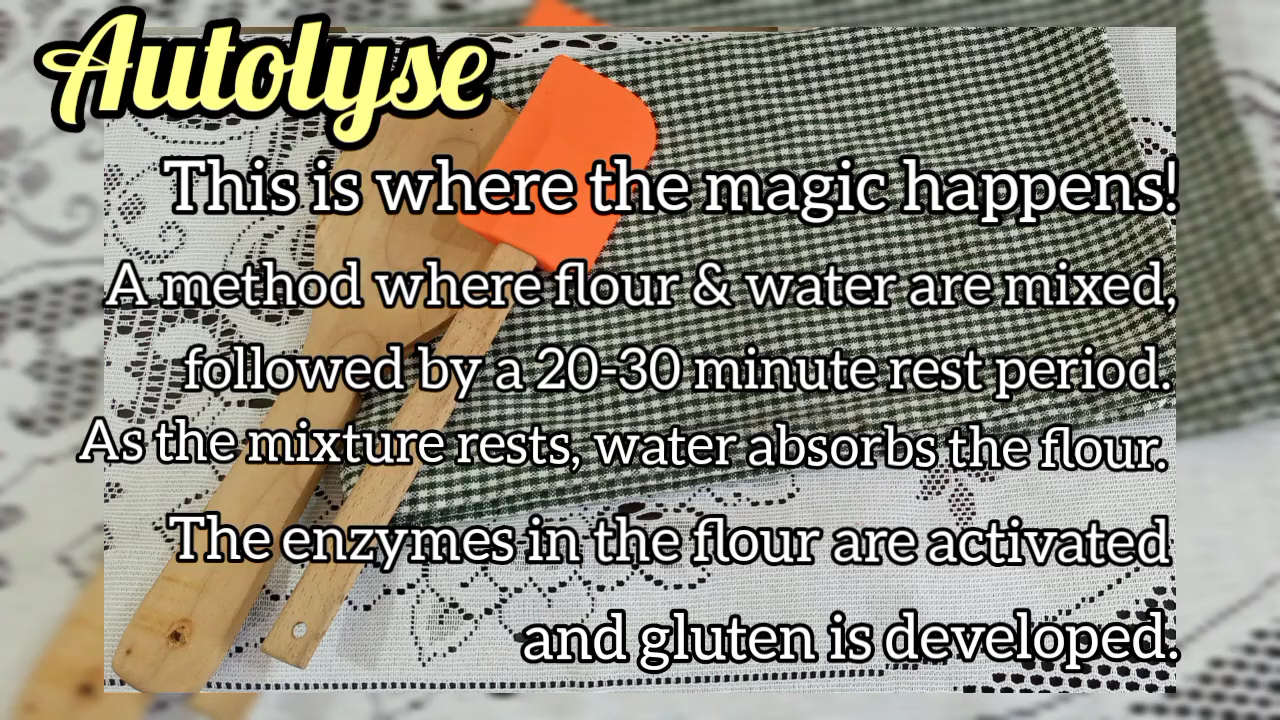 Autolyse
This is where the magic happens!
A method where flour & water are mixed,
followed by a 20-30 minute rest period.
As the mixture rests, water absorbs the flour.
The enzymes in the flour are activated
and gluten is developed.